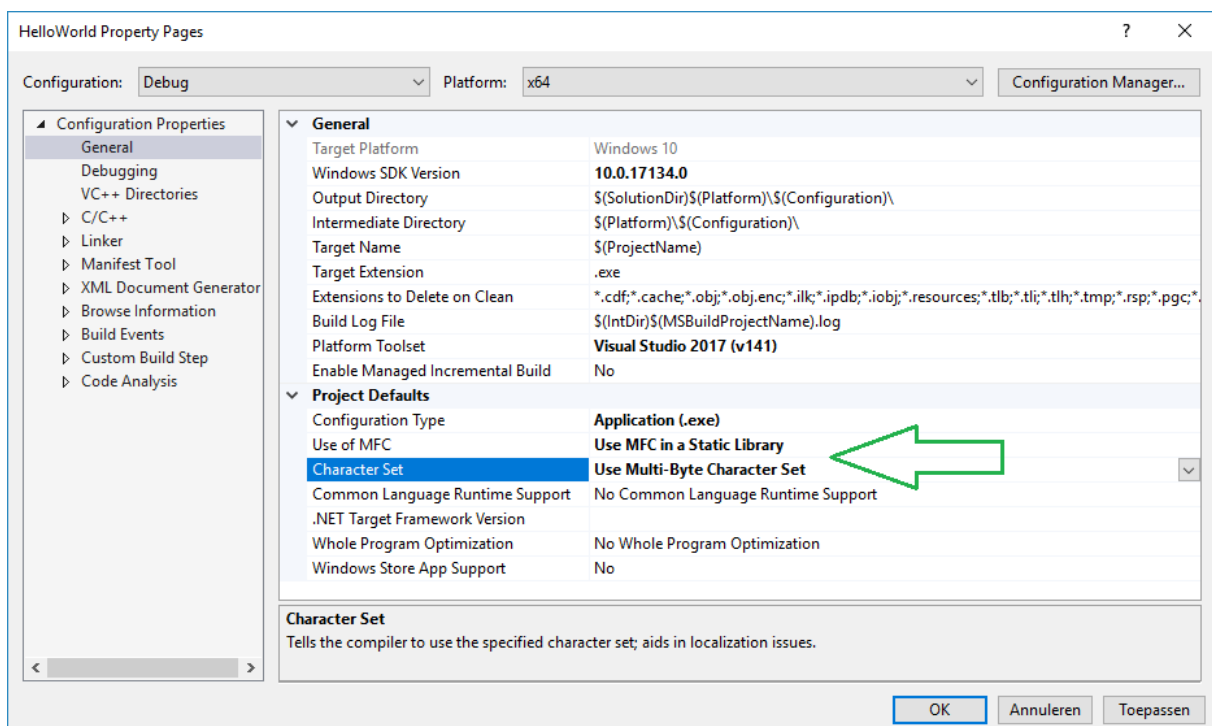 HelloWorld Property Pages ?
Configuration: Debug Platform: x64 Configuration Manager...
Configuration Properties
General
Debugging
VC++ Directories
C/C++
Linker
Manifest Tool
XML Document Generator
Browse Information
Build Events
Custom Build Step
Code Analysis
General
Target Platform Windows 10
Windows SDK Version 10.0.17134.0
Output Directory $(SolutionDir)$(Platform)\$(Configuration)\
Intermediate Directory $(Platform)\$(Configuration)\
Target Name $(ProjectName)
Target Extension .exe
Extensions to Delete on Clean *.cdf;*.cache;*.obj;*.obj.enc;*.ilk;*.ipdb;*.iobj;*.resources;*.tlb;*.tli;*.tlh;*.tmp;*.rsp;*.pgc;*.
Build Log File $(IntDir)$(MSBuildProjectName).log
Platform Toolset Visual Studio 2017 (v141)
Enable Managed Incremental Build No
Project Defaults
Configuration Type Application (.exe)
Use of MFC Use MFC in a Static Library
Character Set Use Multi-Byte Character Set
Common Language Runtime Support No Common Language Runtime Support
.NET Target Framework Version
Whole Program Optimization No Whole Program Optimization
Windows Store App Support No
Character Set
Tells the compiler to use the specified character set; aids in localization issues.
OK Annuleren Toepassen